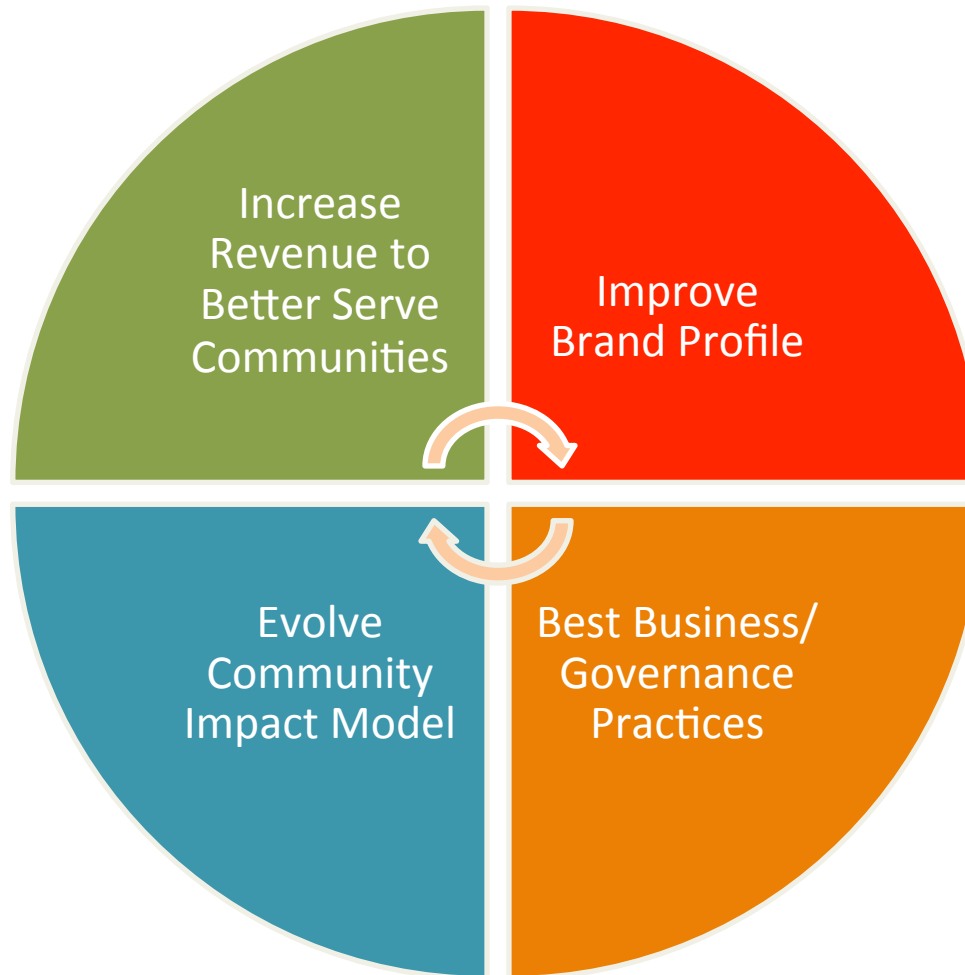 Increase
Revenue to
Better Serve
Communities
Improve
Brand Profile
Evolve
Community
Impact Model
Best Business/
Governance
Practices